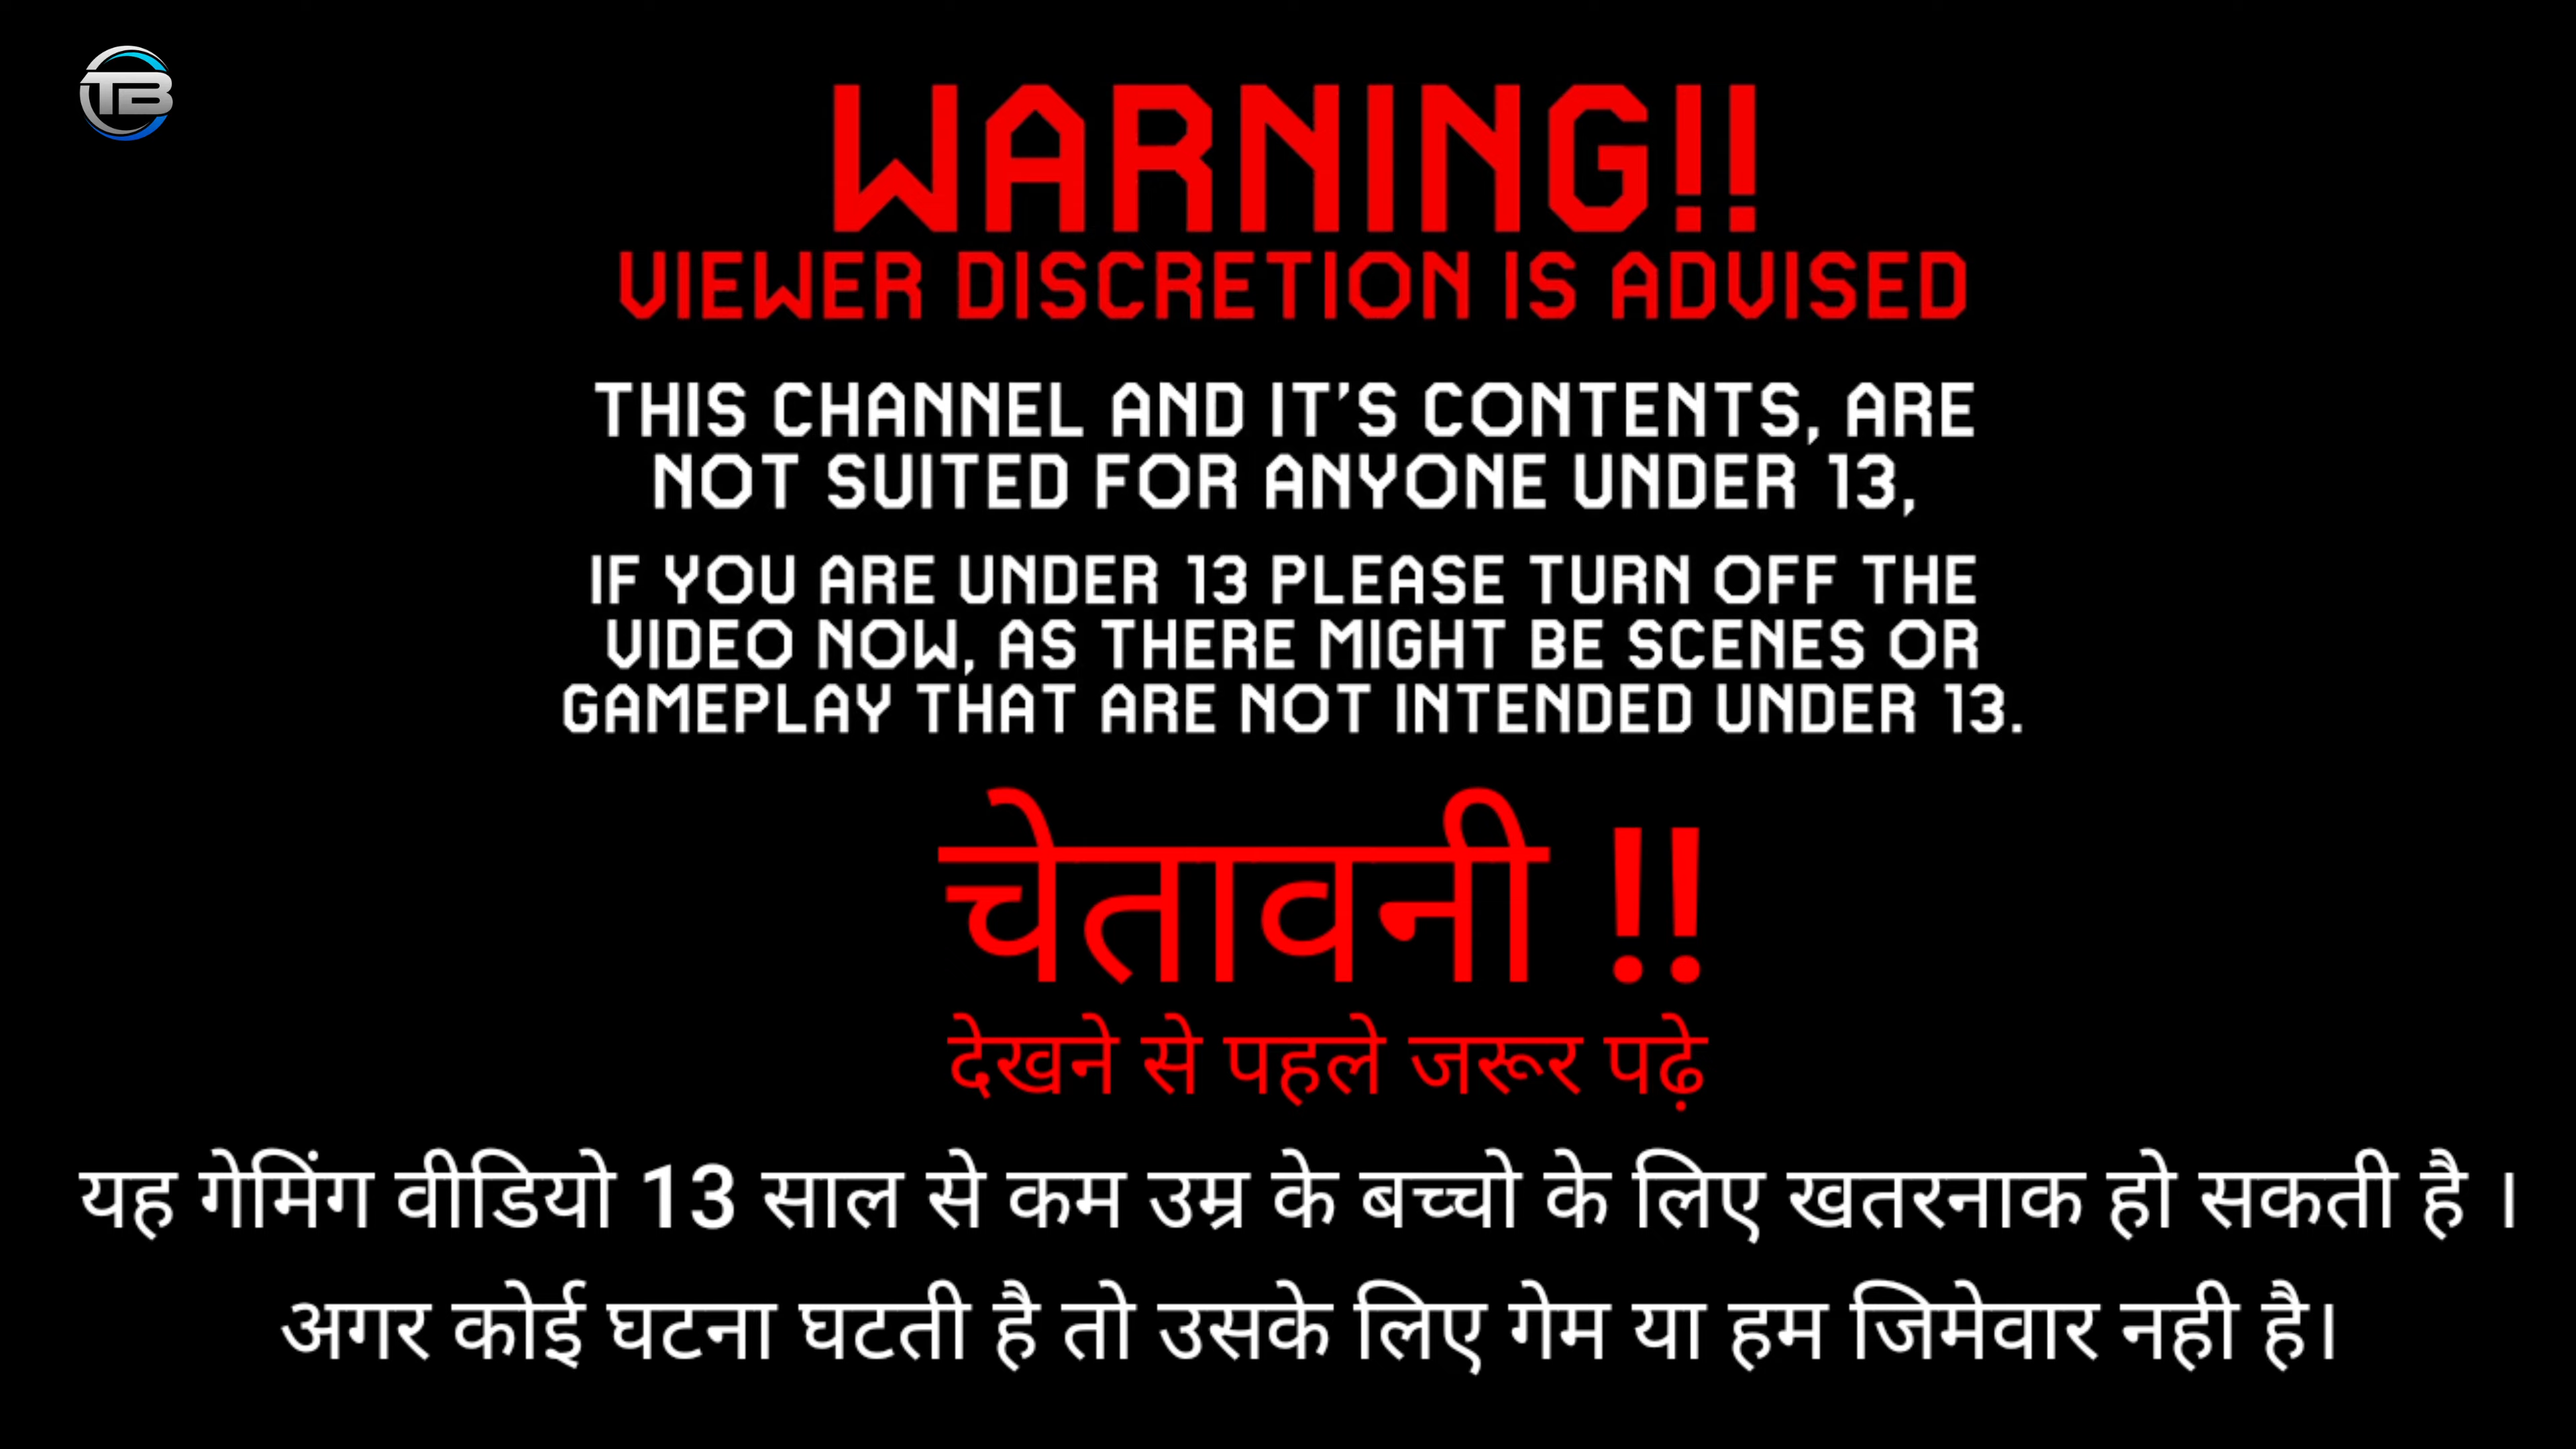 TB
WARNING!!
VIEWER DISCRETION IS ADVISED
THIS CHANNEL AND IT'S CONTENTS, ARE
NOT SUITED FOR ANYONE UNDER 13,
IF YOU ARE UNDER 13 PLEASE TURN OFF THE
VIDEO NOW, AS THERE MIGHT BE SCENES OR
GAMEPLAY THAT ARE NOT INTENDED UNDER 13.
चेतावनी !!
देखने से पहले जरूर पढ़े
यह गेमिंग वीडियो 13 साल से कम उम्र के बच्चो के लिए खतरनाक हो सकती है ।
अगर कोई घटना घटती है तो उसके लिए गेम या हम जिमेवार नही है।